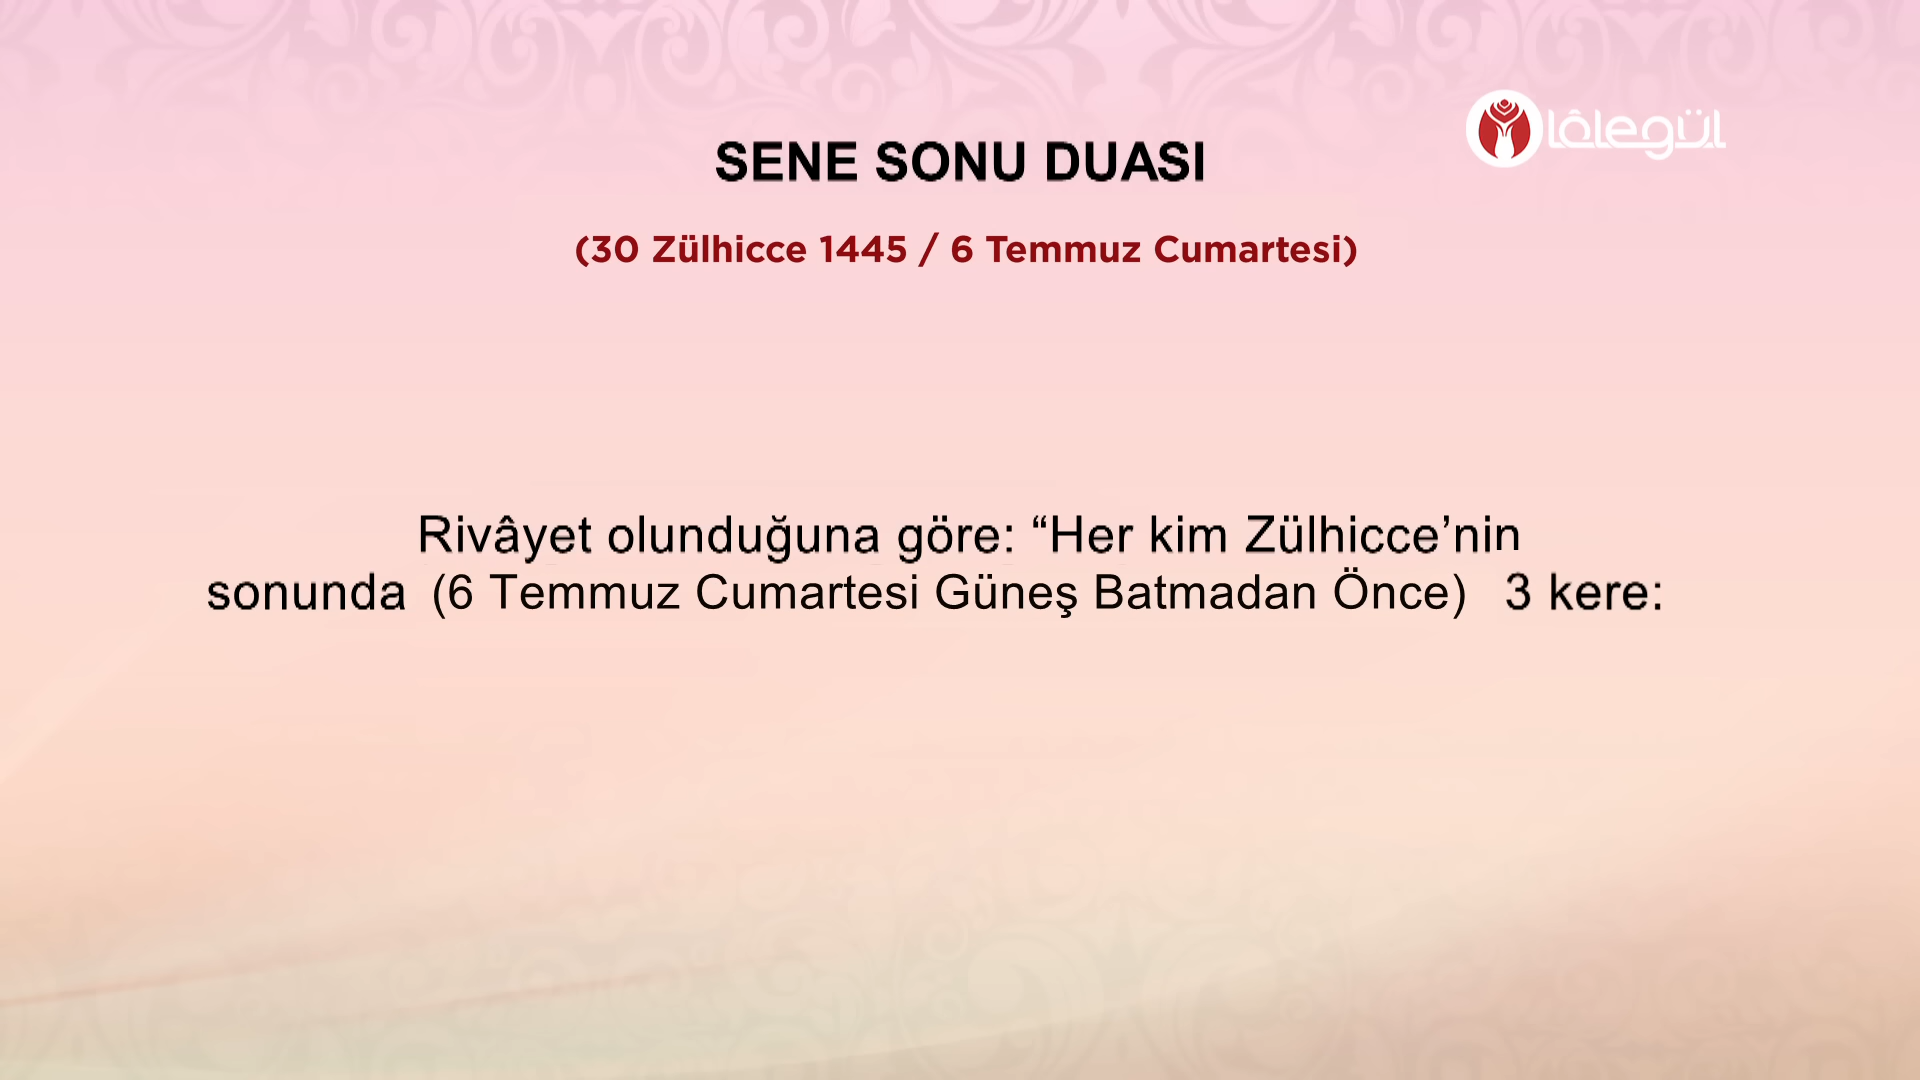 lâlegül
SENE SONU DUASI
(30 Zülhicce 1445 / 6 Temmuz Cumartesi)
Rivâyet olunduğuna göre: “Her kim Zülhicce’nin
sonunda (6 Temmuz Cumartesi Güneş Batmadan Önce) 3 kere: